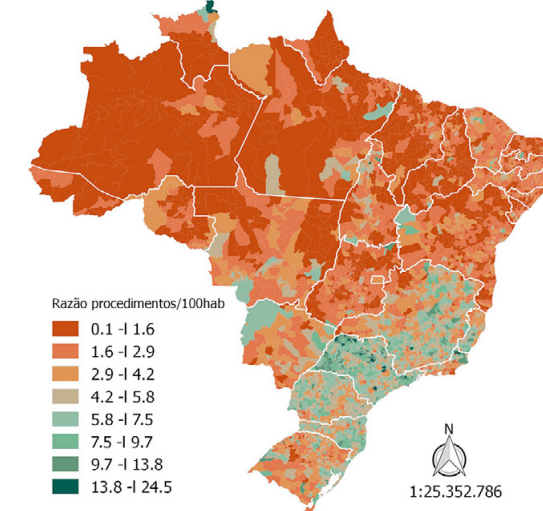 Razão procedimentos/100hab
0.1 -I 1.6
1.6 -I 2.9
2.9 -I 4.2
4.2 -I 5.8
5.8 -I 7.5
7.5 -I 9.7
9.7 -I 13.8
13.8 -I 24.5
N
1:25.352.786